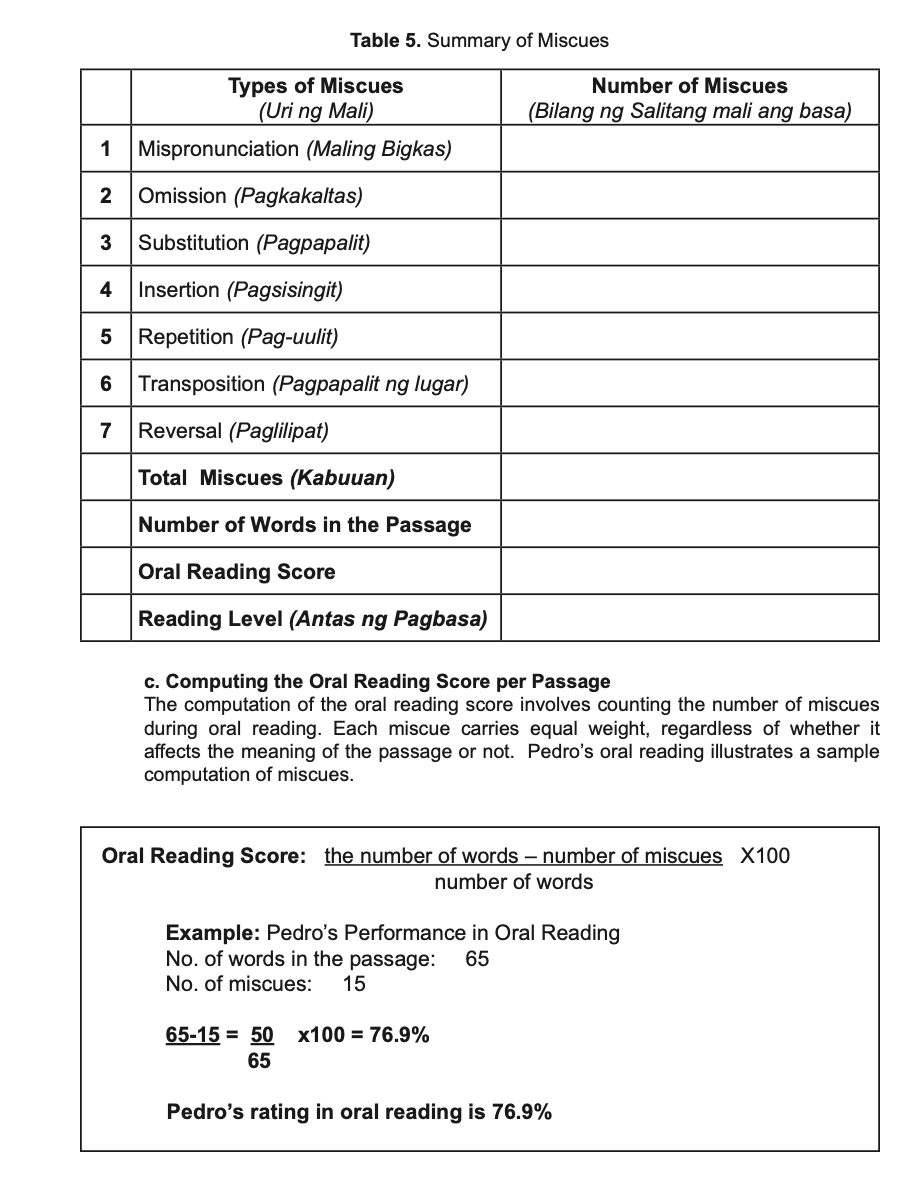 Table 5. Summary of Miscues
Types of Miscues
(Uri ng Mali)
Number of Miscues
(Bilang ng Salitang mali ang basa)
1 Mispronunciation (Maling Bigkas)
2 Omission (Pagkakaltas)
3 Substitution (Pagpapalit)
4 Insertion (Pagsisingit)
5 Repetition (Pag-uulit)
6 Transposition (Pagpapalit ng lugar)
7 Reversal (Paglilipat)
Total Miscues (Kabuuan)
Number of Words in the Passage
Oral Reading Score
Reading Level (Antas ng Pagbasa)
c. Computing the Oral Reading Score per Passage
The computation of the oral reading score involves counting the number of miscues
during oral reading. Each miscue carries equal weight, regardless of whether it
affects the meaning of the passage or not. Pedro’s oral reading illustrates a sample
computation of miscues.
Oral Reading Score: the number of words – number of miscues X100
number of words
Example: Pedro’s Performance in Oral Reading
No. of words in the passage: 65
No. of miscues: 15
65-15 = 50 x100 = 76.9%
65
Pedro’s rating in oral reading is 76.9%